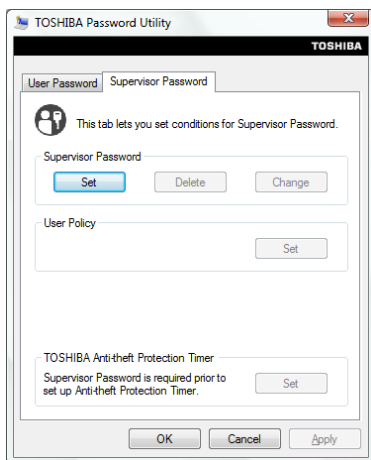 TOSHIBA Password Utility
TOSHIBA
User Password Supervisor Password
This tab lets you set conditions for Supervisor Password.
Supervisor Password
Set Delete Change
User Policy
Set
TOSHIBA Anti-theft Protection Timer
Supervisor Password is required prior to
set up Anti-theft Protection Timer.
Set
OK Cancel Apply